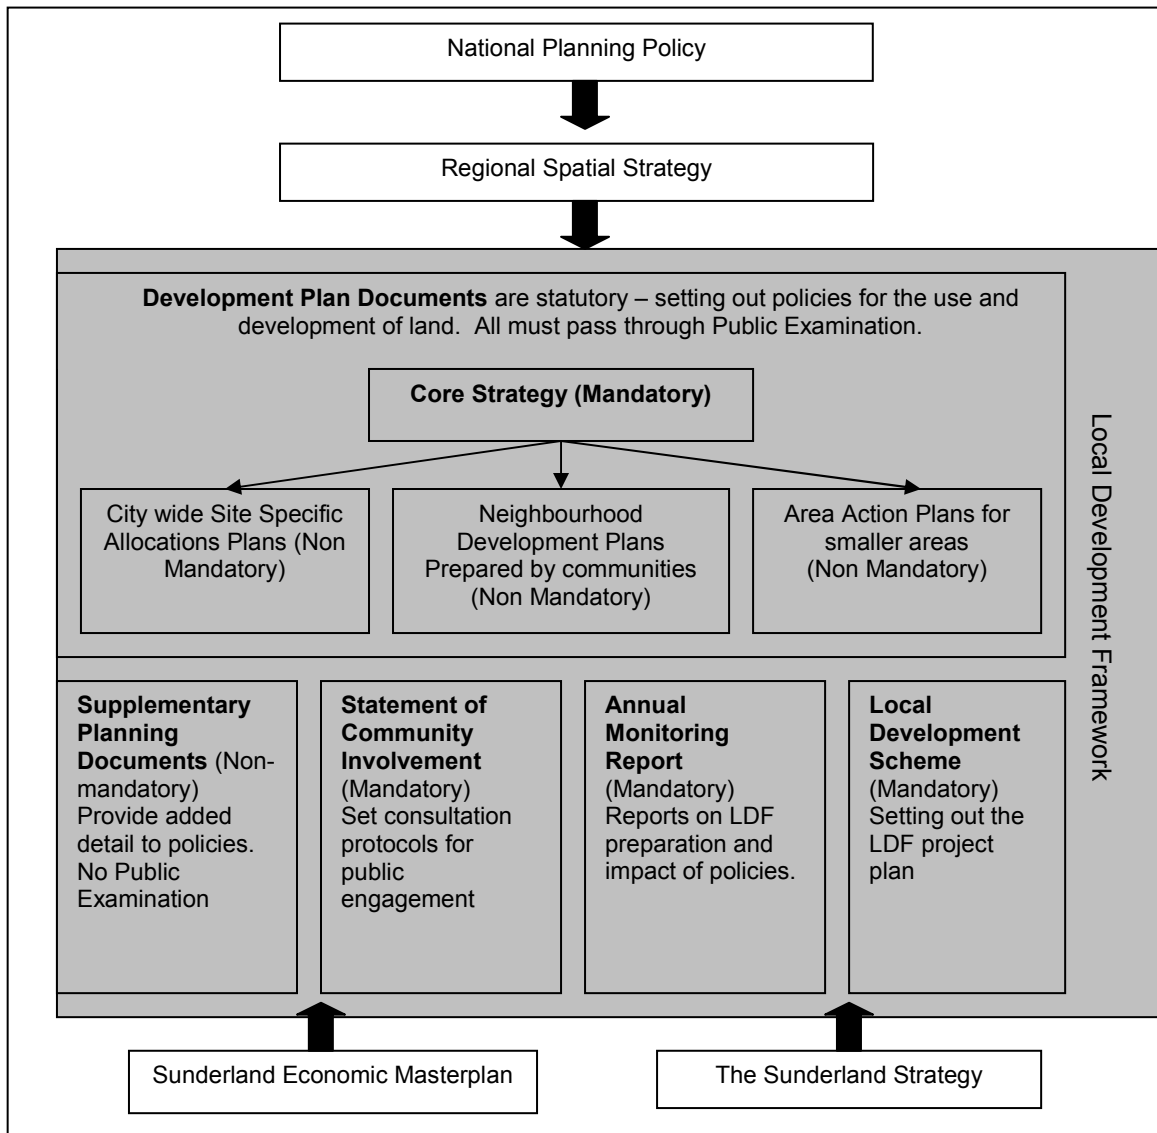 National Planning Policy
Regional Spatial Strategy
Development Plan Documents are statutory – setting out policies for the use and
development of land.  All must pass through Public Examination.
Core Strategy (Mandatory)
City wide Site Specific
Allocations Plans (Non
Mandatory)
Neighbourhood
Development Plans
Prepared by communities
(Non Mandatory)
Area Action Plans for
smaller areas
(Non Mandatory)
Local Development Framework
Supplementary
Planning
Documents (Non-
mandatory)
Provide added
detail to policies.
No Public
Examination
Statement of
Community
Involvement
(Mandatory)
Set consultation
protocols for
public
engagement
Annual
Monitoring
Report
(Mandatory)
Reports on LDF
preparation and
impact of policies.
Local
Development
Scheme
(Mandatory)
Setting out the
LDF project
plan
Sunderland Economic Masterplan
The Sunderland Strategy